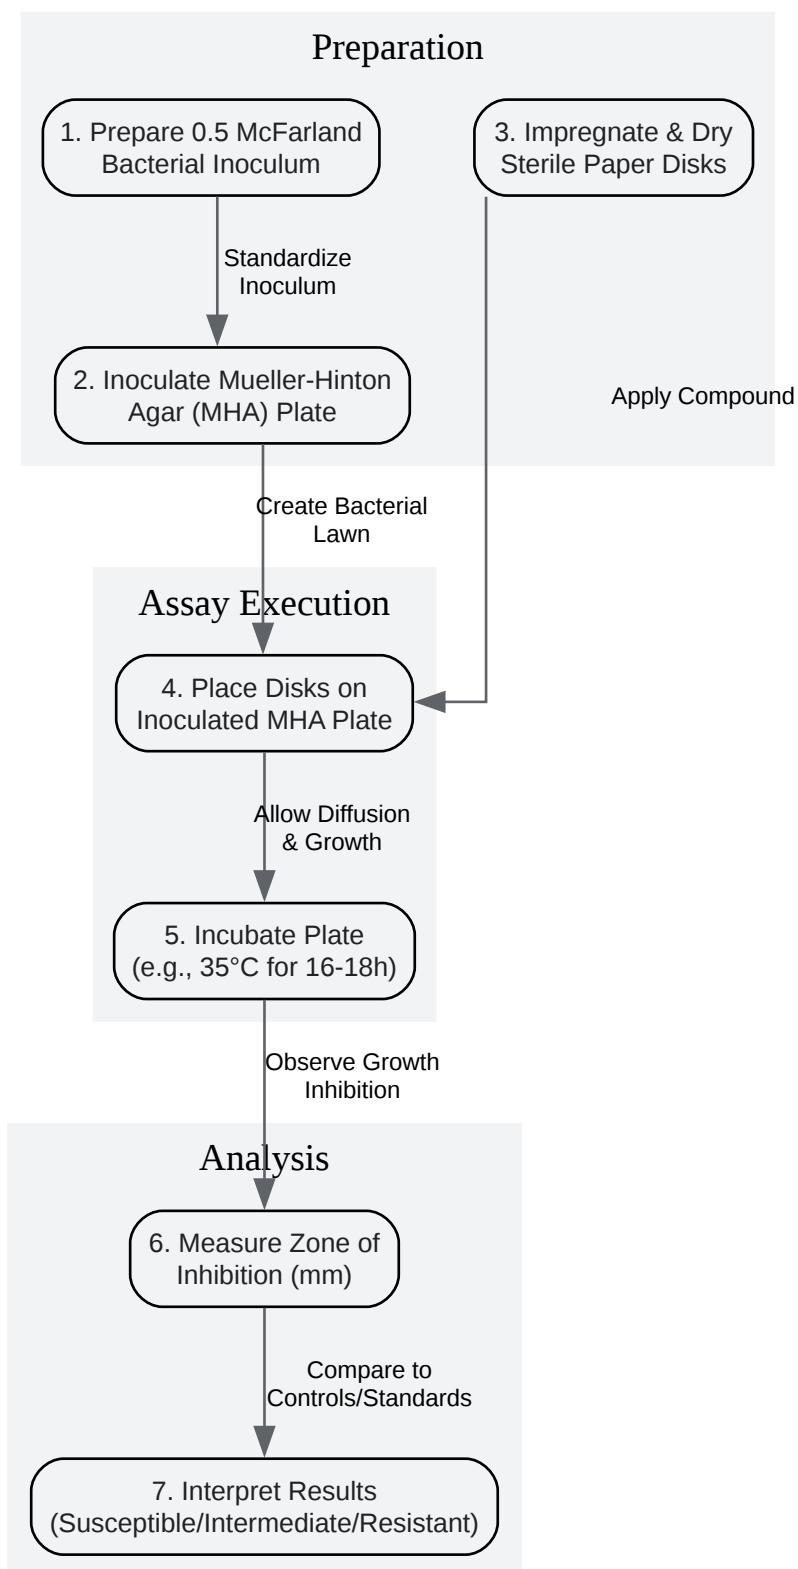 Preparation
1. Prepare 0.5 McFarland
Bacterial Inoculum
3. Impregnate & Dry
Sterile Paper Disks
Standardize
Inoculum
2. Inoculate Mueller-Hinton
Agar (MHA) Plate
Apply Compound
Create Bacterial
Lawn
Assay Execution
4. Place Disks on
Inoculated MHA Plate
Allow Diffusion
& Growth
5. Incubate Plate
(e.g., 35°C for 16-18h)
Observe Growth
Inhibition
Analysis
6. Measure Zone of
Inhibition (mm)
Compare to
Controls/Standards
7. Interpret Results
(Susceptible/Intermediate/Resistant)